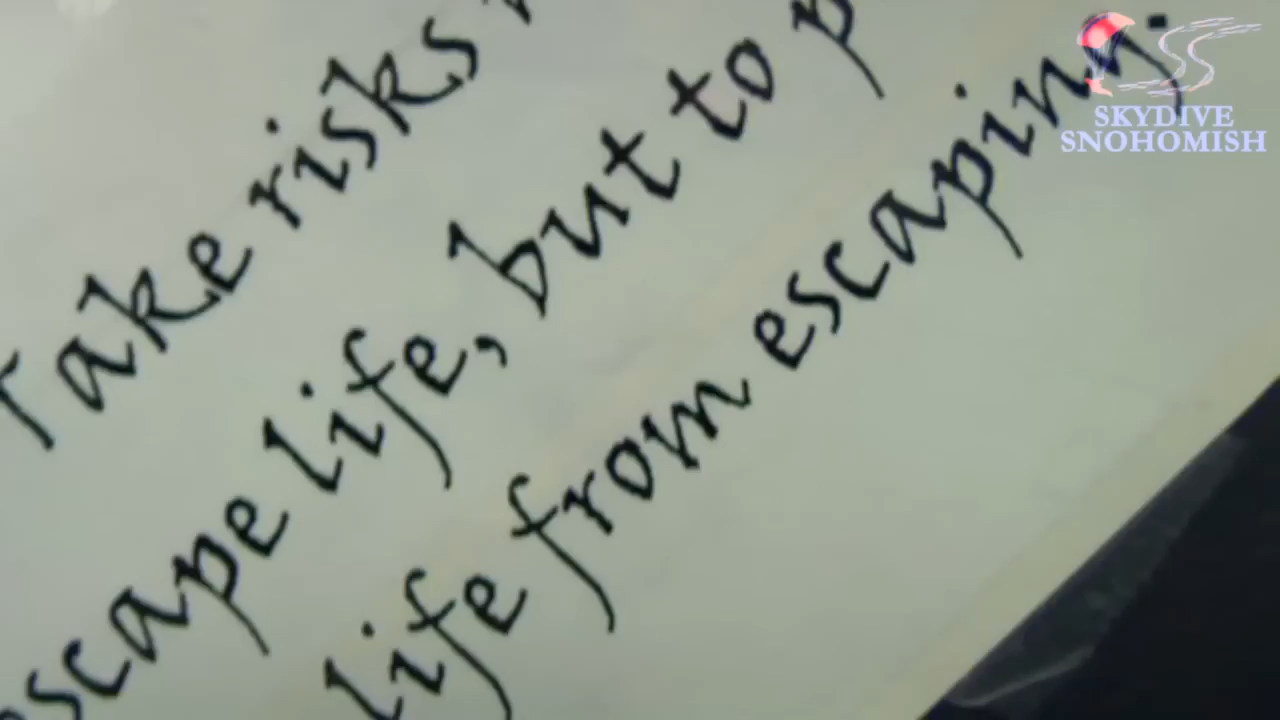 Take risks
escape life, but to
life from escaping.
SKYDIVE
SNOHOMISH